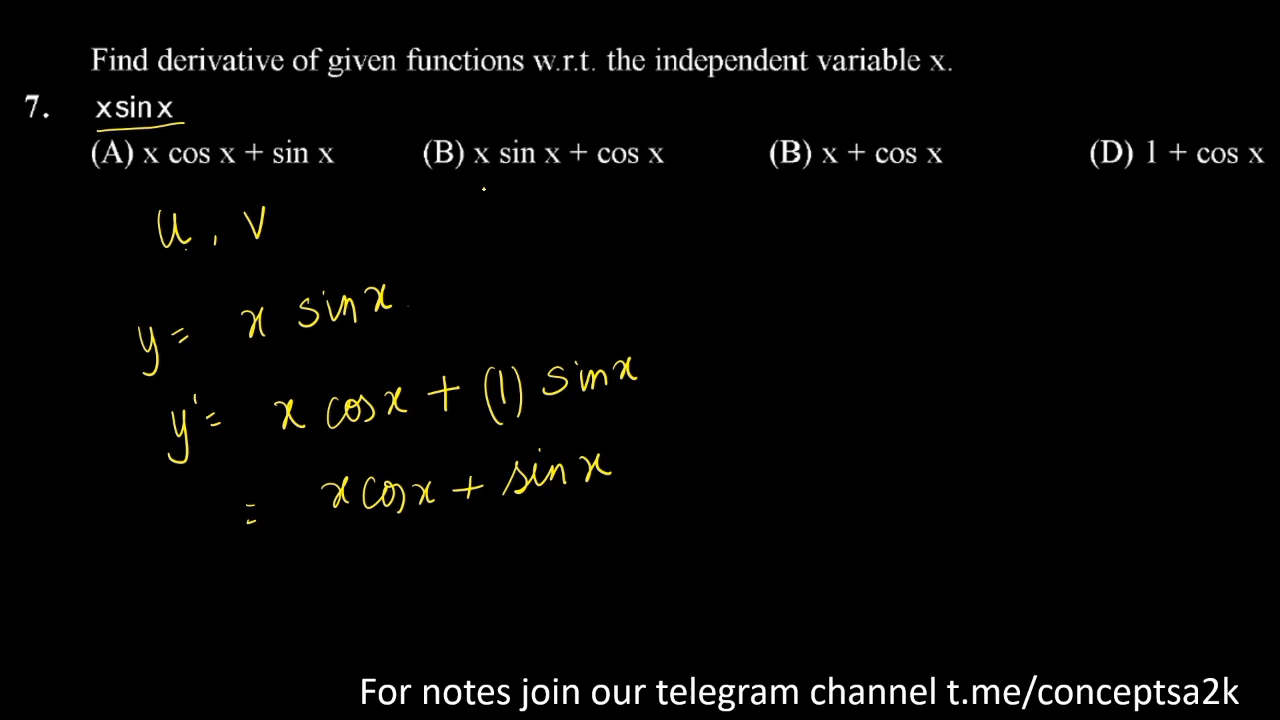 Find derivative of given functions w.r.t. the independent variable x.
7. x sin x
(A) x cos x + sin x (B) x sin x + cos x (B) x + cos x (D) 1 + cos x
u , v
y = x sin x
y' = x cos x + (1) sin x
= x cos x + sin x
For notes join our telegram channel t.me/conceptsa2k